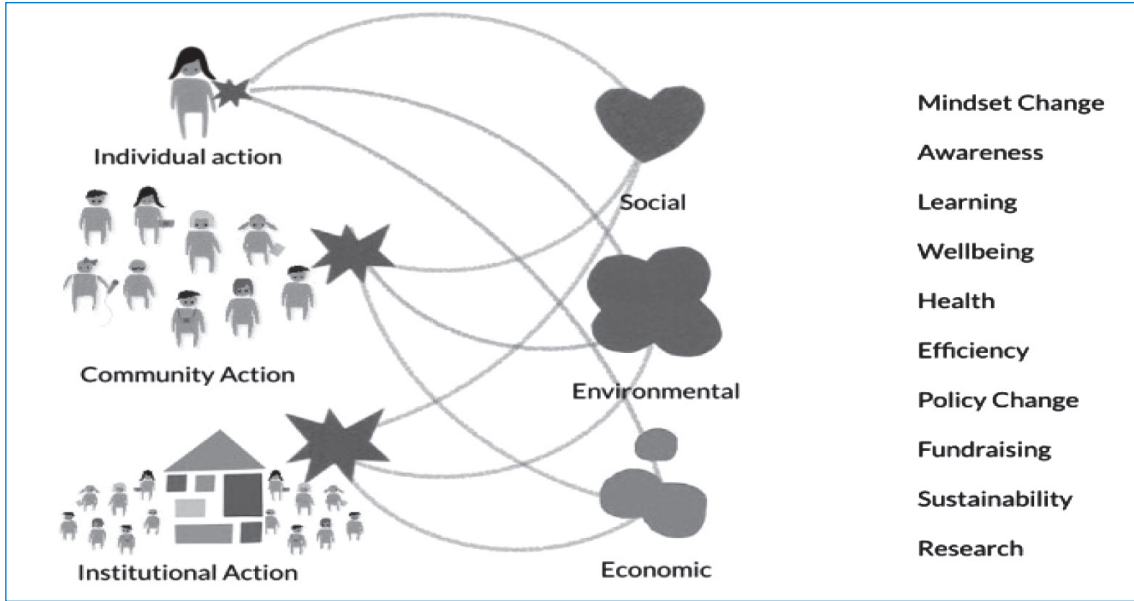 Individual action
Community Action
Institutional Action
Social
Environmental
Economic
Mindset Change
Awareness
Learning
Wellbeing
Health
Efficiency
Policy Change
Fundraising
Sustainability
Research